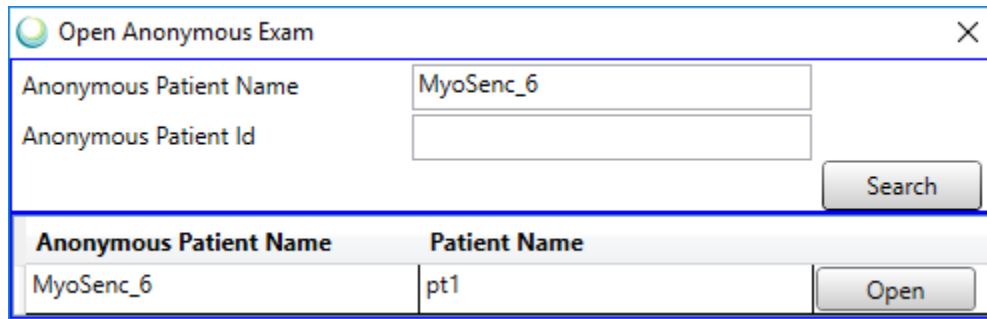 Open Anonymous Exam
Anonymous Patient Name MyoSenc_6
Anonymous Patient Id
Search
Anonymous Patient Name Patient Name
MyoSenc_6 pt1 Open